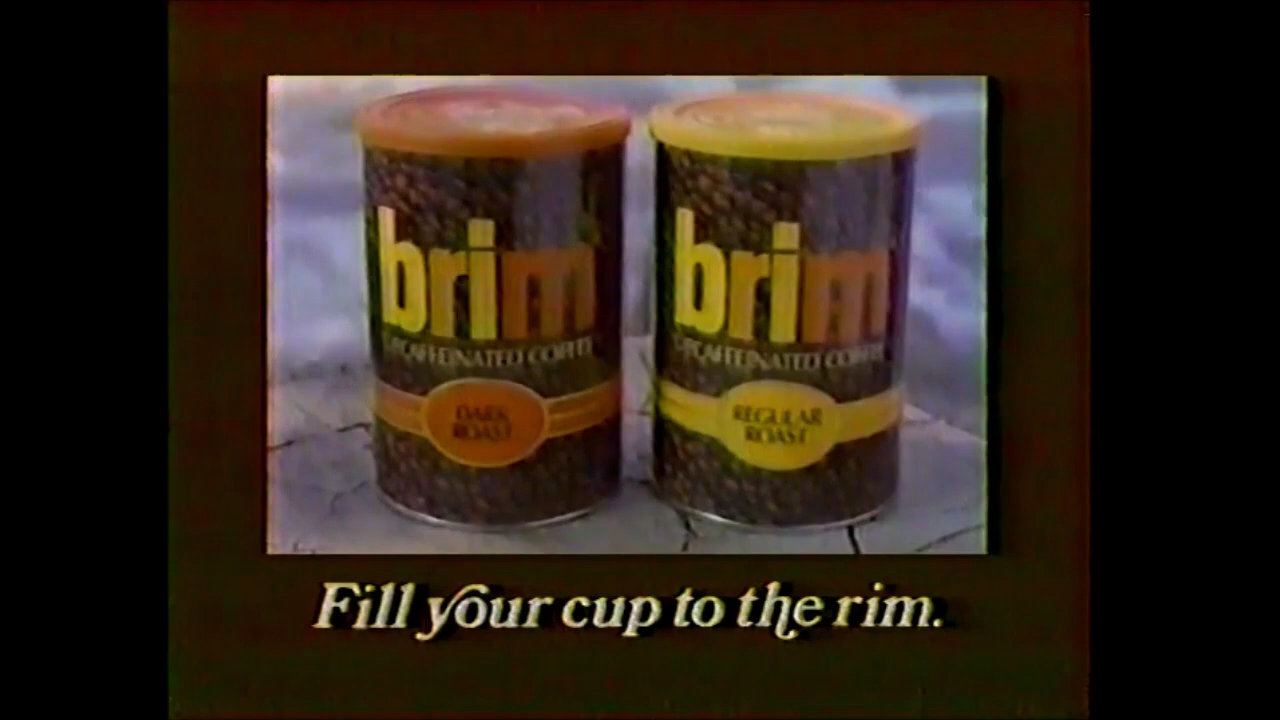 brim
DECAFFEINATED COFFEE
DARK
ROAST
brim
DECAFFEINATED COFFEE
REGULAR
ROAST
Fill your cup to the rim.